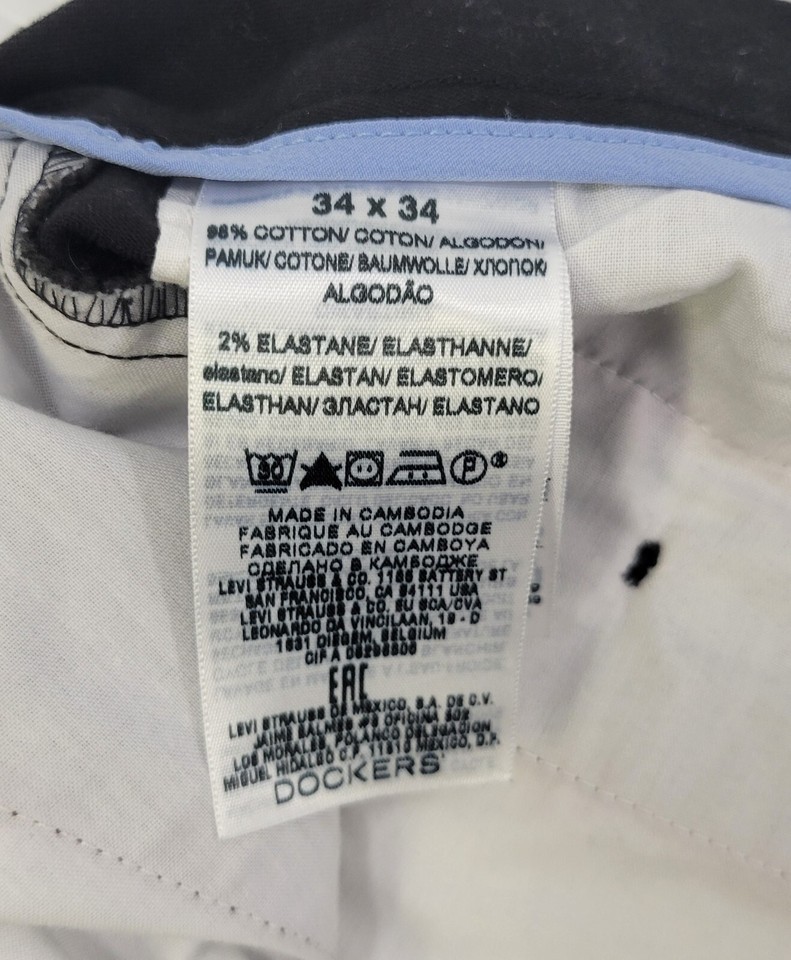 34 x 34
98% COTTON/ COTON/ ALGODÓN/
PAMUK/ COTONE/ BAUMWOLLE/ ХЛОПОК/
ALGODÃO
2% ELASTANE/ ELASTHANNE/
elastano/ ELASTAN/ ELASTOMERO/
ELASTHAN/ ЭЛАСТАН/ ELASTANO
30 P ®
MADE IN CAMBODIA
FABRIQUE AU CAMBODGE
FABRICADO EN CAMBOYA
СДЕЛАНО В КАМБОДЖЕ
LEVI STRAUSS & CO. 1155 BATTERY ST
SAN FRANCISCO, CA 94111 USA
LEVI STRAUSS & CO. EU SCA/CVA
LEONARDO DA VINCILAAN, 19 - D
1831 DIEGEM, BELGIUM
CIF A
EAC
LEVI STRAUSS DE MEXICO, S.A. DE C.V.
JAIME BALMES #8 OFICINA
LOS MORALES, POLANCO DELEGACION
MIGUEL HIDALGO C.P. 11510 MEXICO, D.F.
DOCKERS